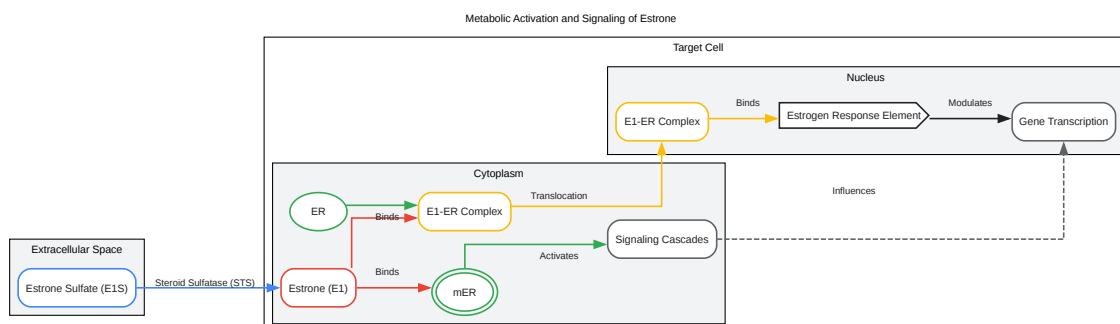 Metabolic Activation and Signaling of Estrone
Target Cell
Nucleus
E1-ER Complex
Binds
Estrogen Response Element
Modulates
Gene Transcription
Cytoplasm
Translocation
Influences
ER
Binds
E1-ER Complex
Signaling Cascades
Extracellular Space
Activates
Estrone Sulfate (E1S)
Steroid Sulfatase (STS)
Estrone (E1)
Binds
mER